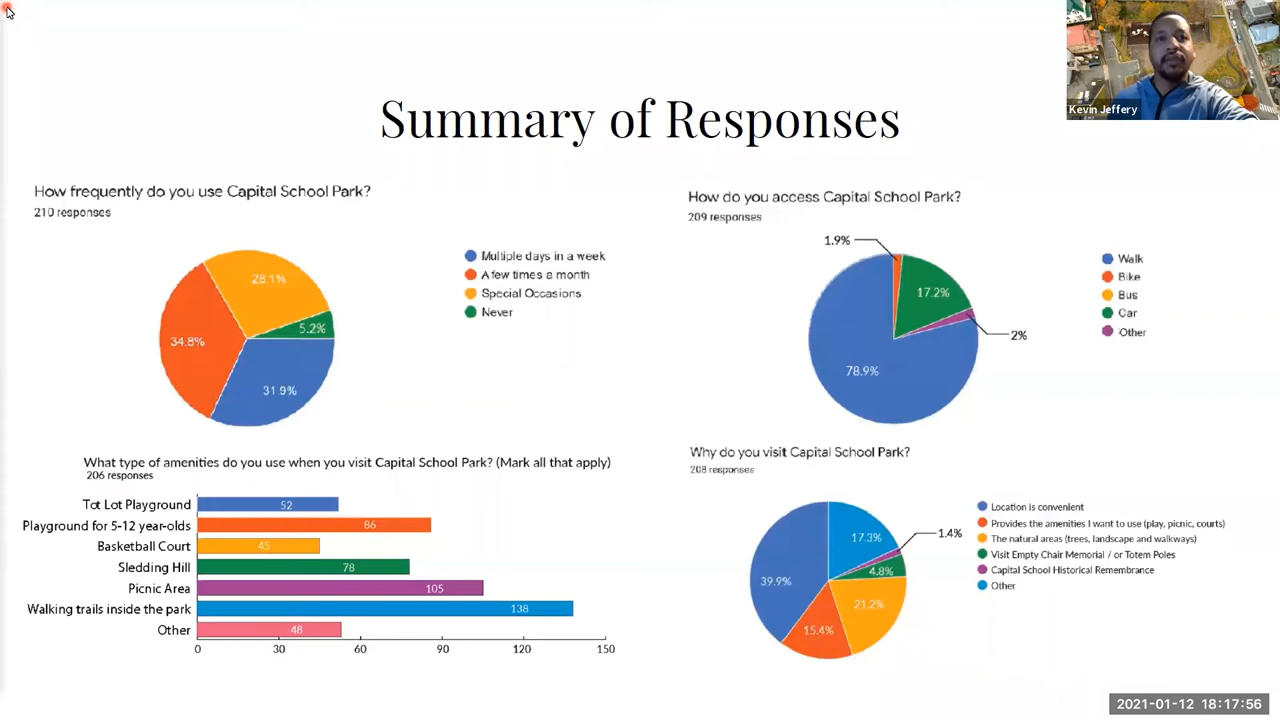 Kevin Jeffery
Summary of Responses
How frequently do you use Capital School Park?
210 responses
28.1%
5.2%
34.8%
31.9%
Multiple days in a week
A few times a month
Special Occasions
Never
How do you access Capital School Park?
209 responses
1.9%
17.2%
2%
78.9%
Walk
Bike
Bus
Car
Other
What type of amenities do you use when you visit Capital School Park? (Mark all that apply)
206 responses
Tot Lot Playground 52
Playground for 5-12 year-olds 86
Basketball Court 45
Sledding Hill 78
Picnic Area 105
Walking trails inside the park 138
Other 48
0 30 60 90 120 150
Why do you visit Capital School Park?
208 responses
17.3%
1.4%
4.8%
39.9%
21.2%
15.4%
Location is convenient
Provides the amenities I want to use (play, picnic, courts)
The natural areas (trees, landscape and walkways)
Visit Empty Chair Memorial / or Totem Poles
Capital School Historical Remembrance
Other
2021-01-12 18:17:56